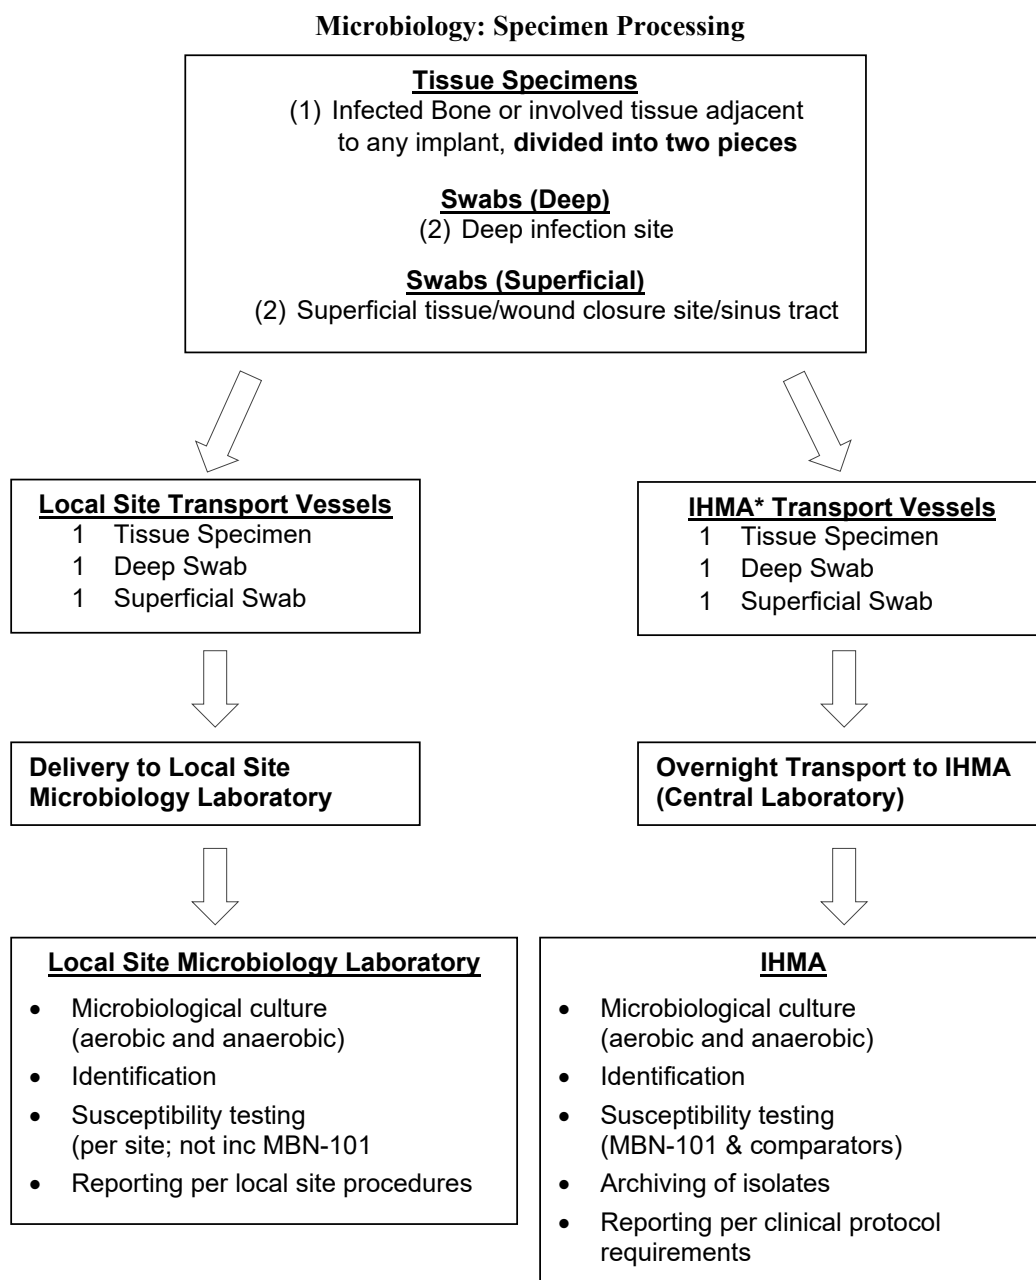 Microbiology: Specimen Processing
Tissue Specimens
(1) Infected Bone or involved tissue adjacent
to any implant, divided into two pieces
Swabs (Deep)
(2) Deep infection site
Swabs (Superficial)
(2) Superficial tissue/wound closure site/sinus tract
Local Site Transport Vessels
1 Tissue Specimen
1 Deep Swab
1 Superficial Swab
IHMA* Transport Vessels
1 Tissue Specimen
1 Deep Swab
1 Superficial Swab
Delivery to Local Site
Microbiology Laboratory
Overnight Transport to IHMA
(Central Laboratory)
Local Site Microbiology Laboratory
• Microbiological culture
(aerobic and anaerobic)
• Identification
• Susceptibility testing
(per site; not inc MBN-101
• Reporting per local site procedures
IHMA
• Microbiological culture
(aerobic and anaerobic)
• Identification
• Susceptibility testing
(MBN-101 & comparators)
• Archiving of isolates
• Reporting per clinical protocol
requirements